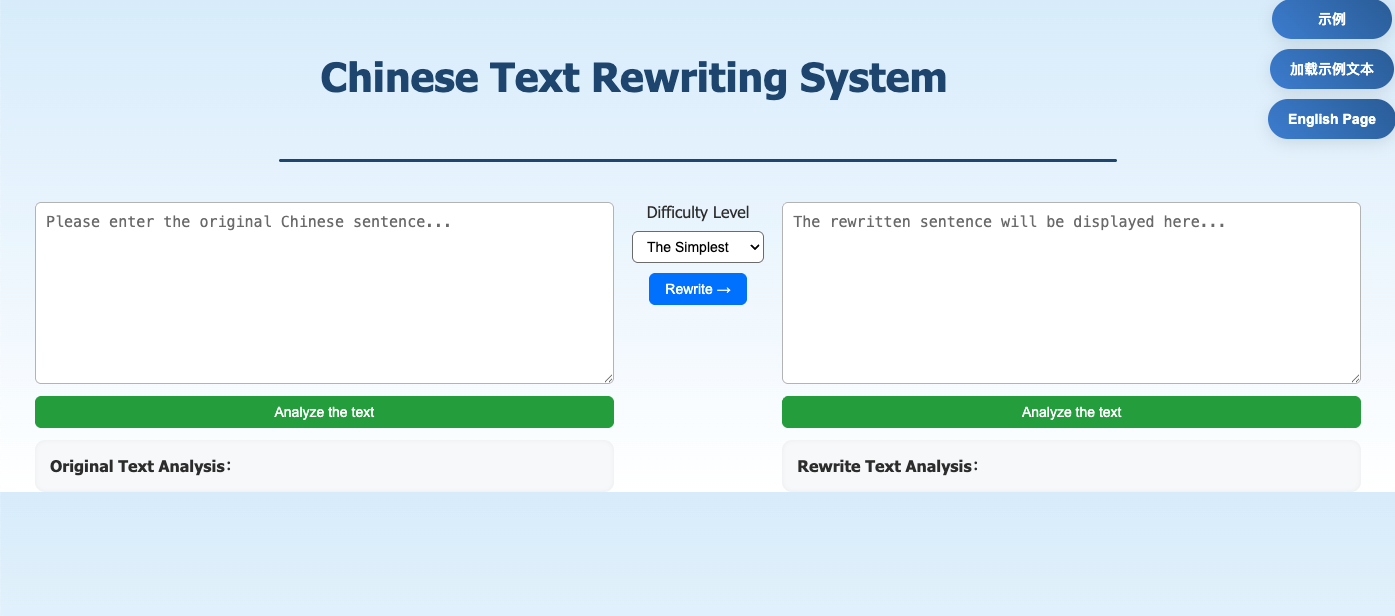 示例
加载示例文本
English Page
Chinese Text Rewriting System
Please enter the original Chinese sentence...
Difficulty Level
The Simplest
Rewrite →
The rewritten sentence will be displayed here...
Analyze the text
Analyze the text
Original Text Analysis：
Rewrite Text Analysis：